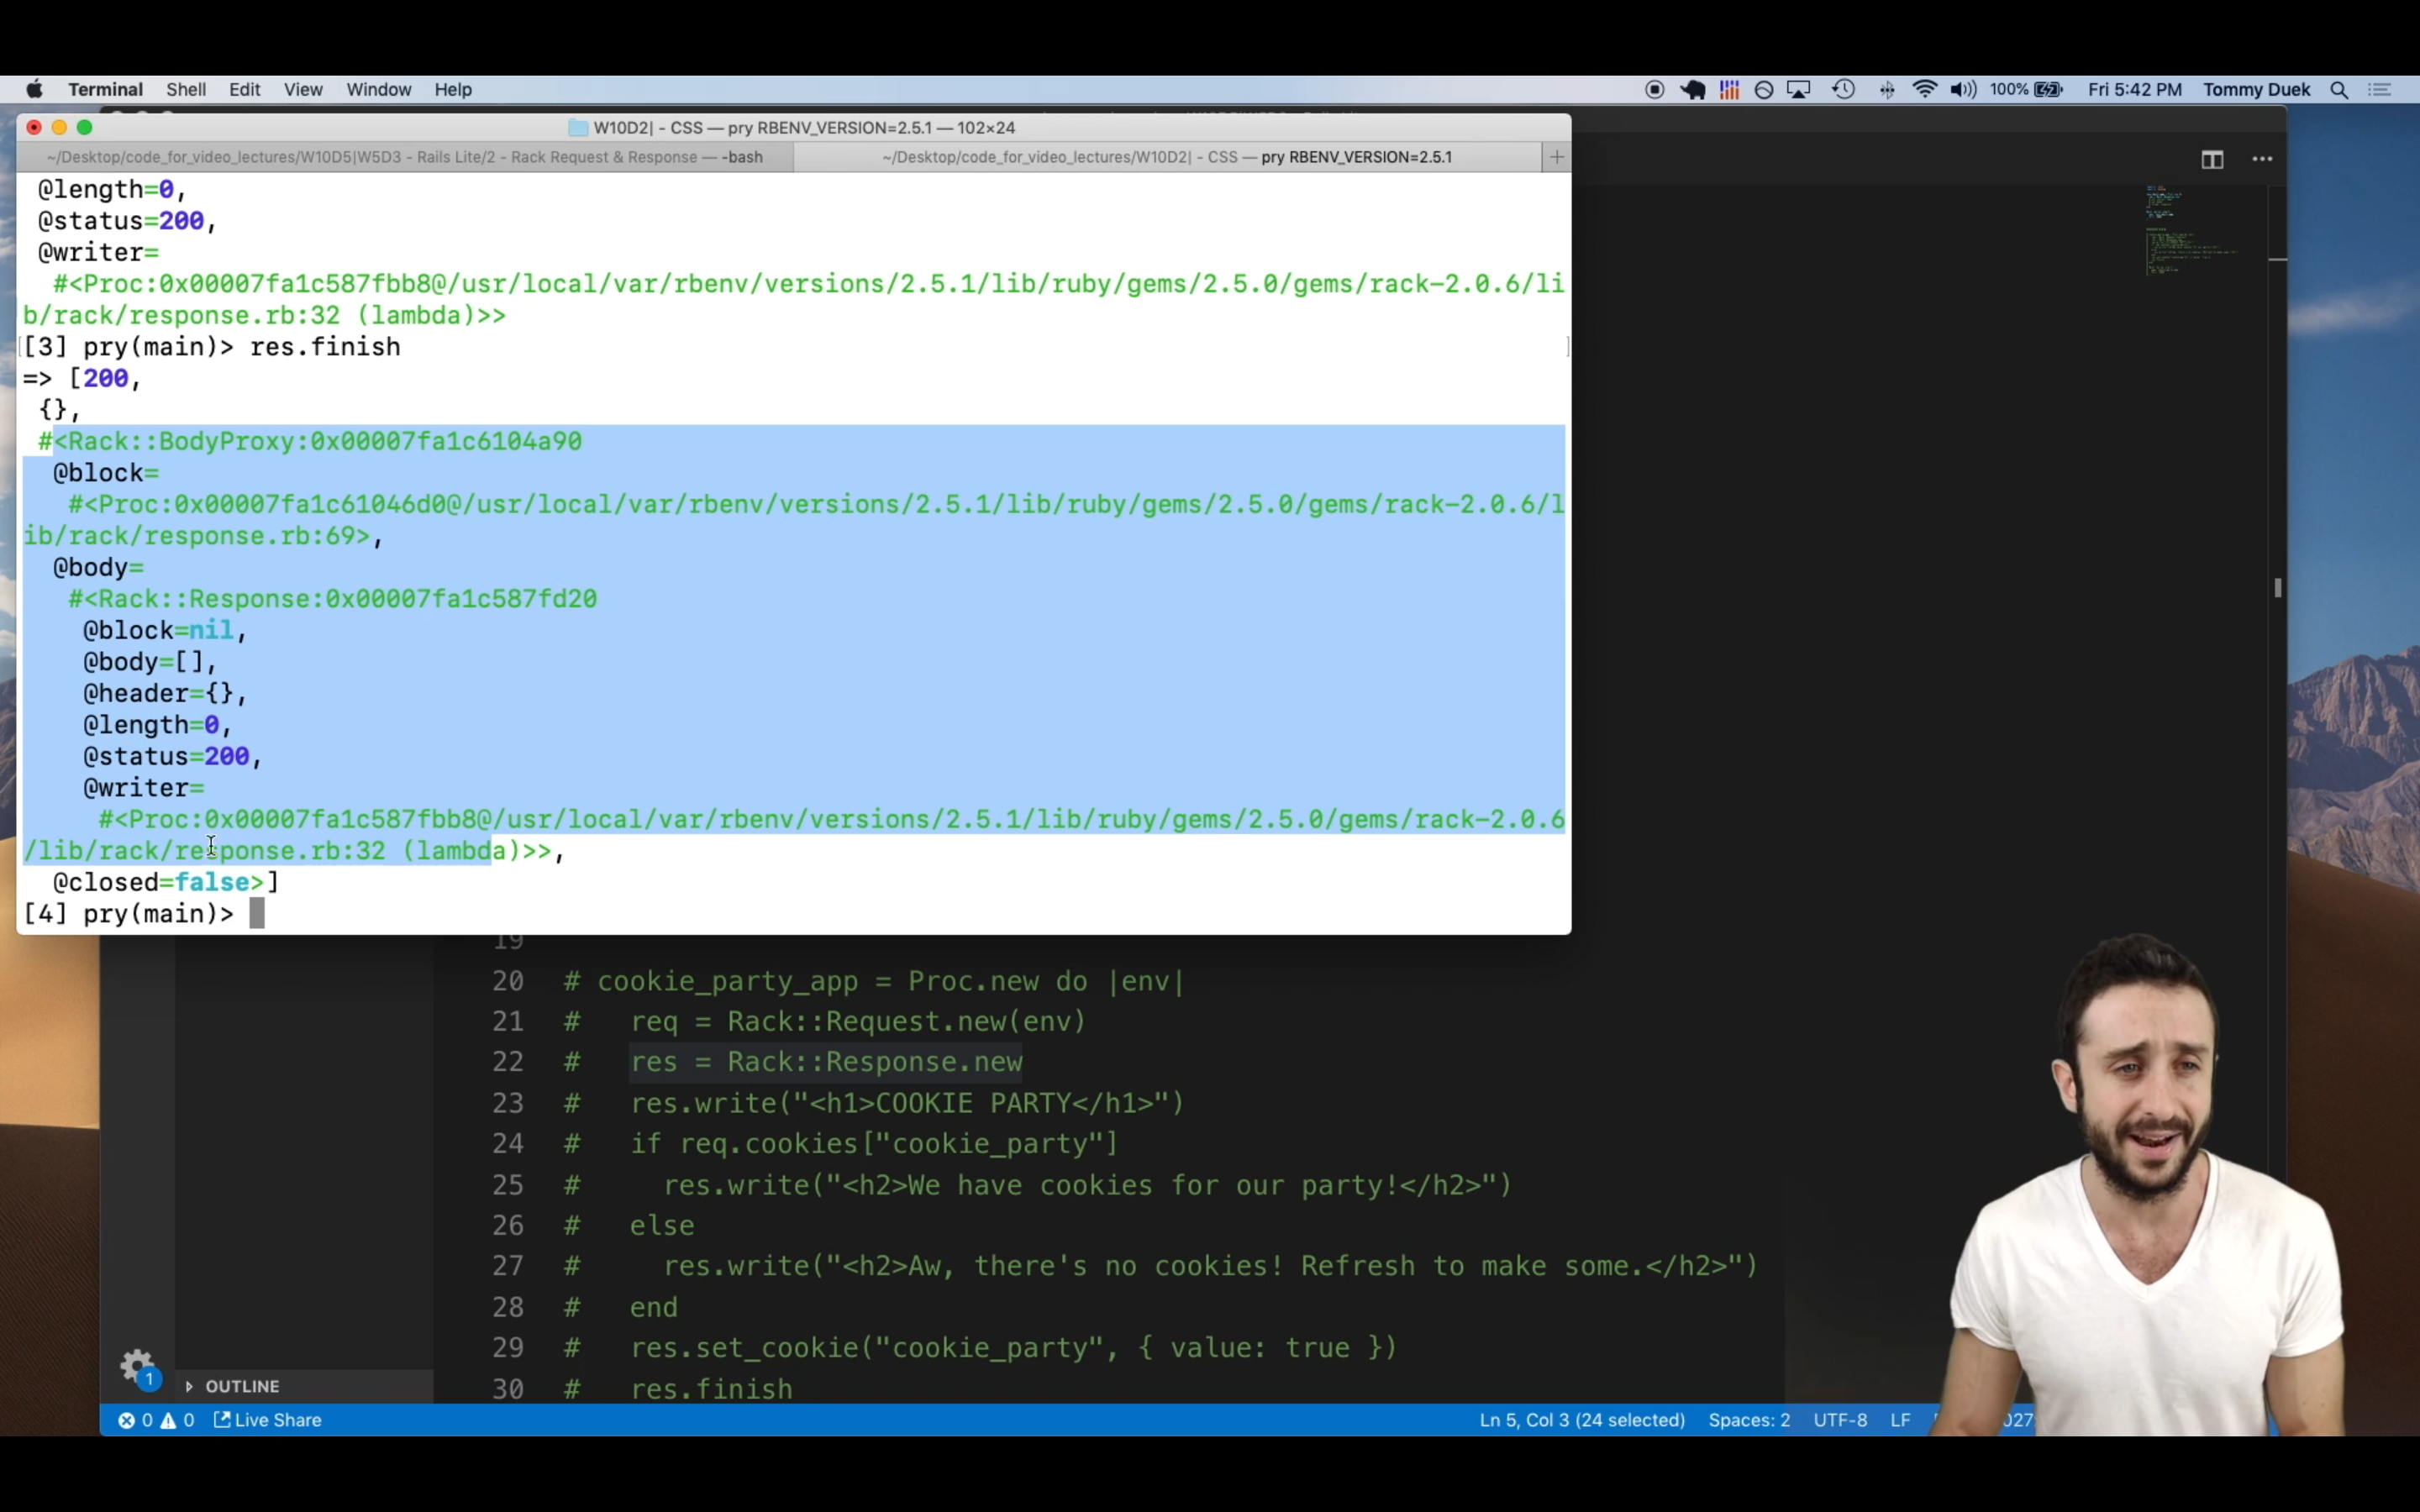 Terminal Shell Edit View Window Help 100% Fri 5:42 PM Tommy Duek
W10D2| - CSS — pry RBENV_VERSION=2.5.1 — 102×24
~/Desktop/code_for_video_lectures/W10D5|W5D3 - Rails Lite/2 - Rack Request & Response — -bash ~/Desktop/code_for_video_lectures/W10D2| - CSS — pry RBENV_VERSION=2.5.1
@length=0,
@status=200,
@writer=
#<Proc:0x00007fa1c587fbb8@/usr/local/var/rbenv/versions/2.5.1/lib/ruby/gems/2.5.0/gems/rack-2.0.6/li
b/rack/response.rb:32 (lambda)>>
[3] pry(main)> res.finish
=> [200,
{},
#<Rack::BodyProxy:0x00007fa1c6104a90
@block=
#<Proc:0x00007fa1c61046d0@/usr/local/var/rbenv/versions/2.5.1/lib/ruby/gems/2.5.0/gems/rack-2.0.6/l
ib/rack/response.rb:69>,
@body=
#<Rack::Response:0x00007fa1c587fd20
@block=nil,
@body=[],
@header={},
@length=0,
@status=200,
@writer=
#<Proc:0x00007fa1c587fbb8@/usr/local/var/rbenv/versions/2.5.1/lib/ruby/gems/2.5.0/gems/rack-2.0.6
/lib/rack/response.rb:32 (lambda)>>,
@closed=false>]
[4] pry(main)>
19
20 # cookie_party_app = Proc.new do |env|
21 # req = Rack::Request.new(env)
22 # res = Rack::Response.new
23 # res.write("<h1>COOKIE PARTY</h1>")
24 # if req.cookies["cookie_party"]
25 # res.write("<h2>We have cookies for our party!</h2>")
26 # else
27 # res.write("<h2>Aw, there's no cookies! Refresh to make some.</h2>")
28 # end
29 # res.set_cookie("cookie_party", { value: true })
30 # res.finish
1
OUTLINE
0 0 Live Share Ln 5, Col 3 (24 selected) Spaces: 2 UTF-8 LF